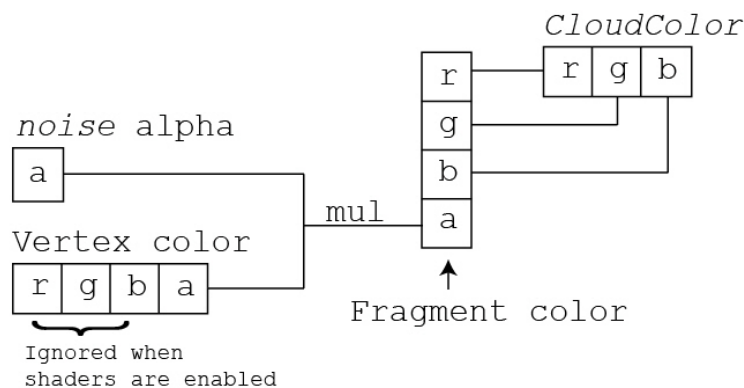 CloudColor
r g b
r
g
b
a
noise alpha
a
mul
Vertex color
r g b a
Fragment color
Ignored when
shaders are enabled